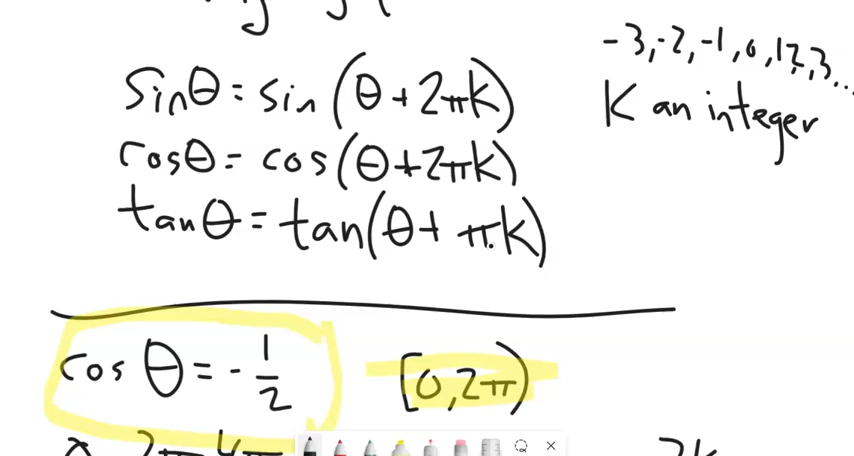 -3, -2, -1, 0, 1, 2, 3, ...
sinθ = sin(θ + 2πk)
K an integer
cosθ = cos(θ + 2πk)
tanθ = tan(θ + πk)
cos θ = - 1/2 [0, 2π)